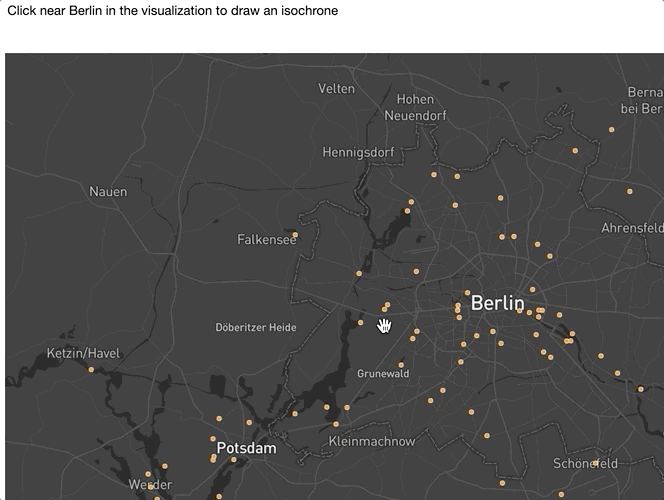 Click near Berlin in the visualization to draw an isochrone
Velten
Hohen
Neuendorf
Berna
bei Ber
Hennigsdorf
Nauen
Ahrensfeld
Falkensee
Berlin
Döberitzer Heide
Ketzin/Havel
Grunewald
Kleinmachnow
Potsdam
Schönefeld
Werder